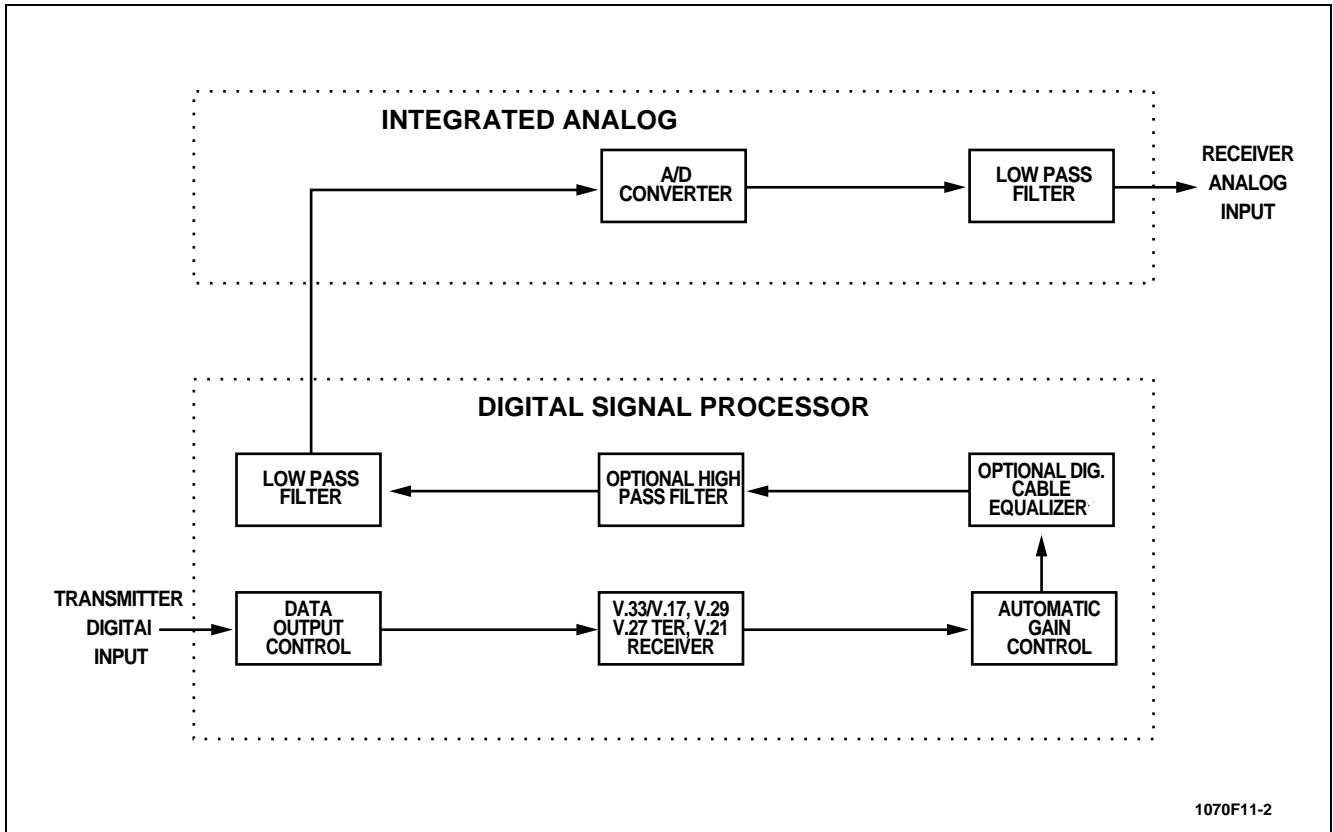 INTEGRATED ANALOG
A/D
CONVERTER
LOW PASS
FILTER
RECEIVER
ANALOG
INPUT
DIGITAL SIGNAL PROCESSOR
LOW PASS
FILTER
OPTIONAL HIGH
PASS FILTER
OPTIONAL DIG.
CABLE
EQUALIZER
TRANSMITTER
DIGITAl
INPUT
DATA
OUTPUT
CONTROL
V.33/V.17, V.29
V.27 TER, V.21
RECEIVER
AUTOMATIC
GAIN
CONTROL
1070F11-2